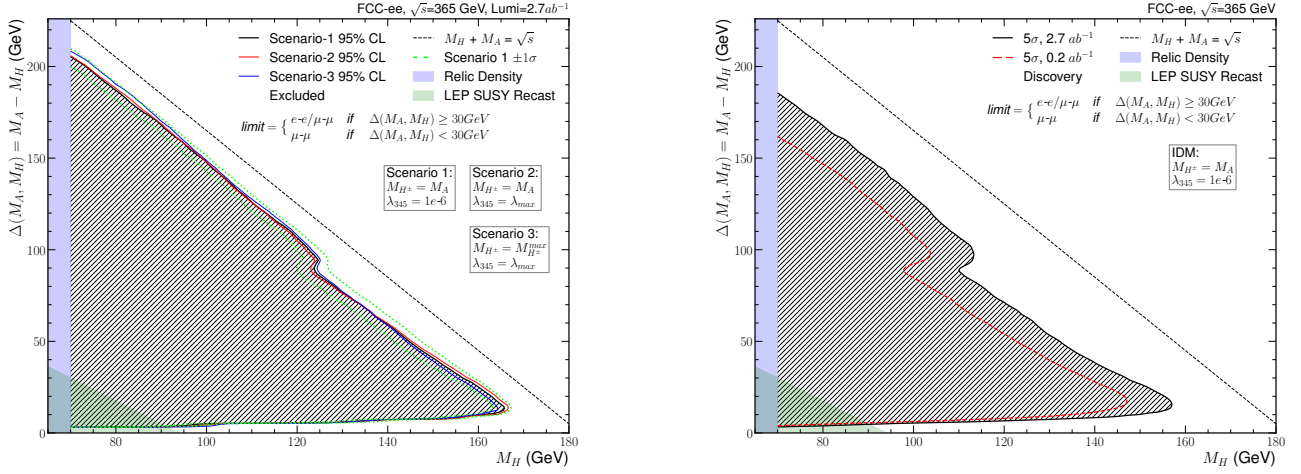 FCC-ee, √s=365 GeV, Lumi=2.7ab⁻¹
Δ(M_A, M_H) = M_A − M_H (GeV)
200
150
100
50
0
Scenario-1 95% CL
Scenario-2 95% CL
Scenario-3 95% CL
Excluded
M_H + M_A = √s
Scenario 1 ±1σ
Relic Density
LEP SUSY Recast
limit = { e-e/μ-μ if Δ(M_A, M_H) ≥ 30GeV
μ-μ if Δ(M_A, M_H) < 30GeV
Scenario 1:
M_H± = M_A
λ_345 = 1e-6
Scenario 2:
M_H± = M_A
λ_345 = λ_max
Scenario 3:
M_H± = M_H±^max
λ_345 = λ_max
80
100
120
140
160
180
M_H (GeV)
FCC-ee, √s=365 GeV
Δ(M_A, M_H) = M_A − M_H (GeV)
200
150
100
50
0
5σ, 2.7 ab⁻¹
5σ, 0.2 ab⁻¹
Discovery
M_H + M_A = √s
Relic Density
LEP SUSY Recast
limit = { e-e/μ-μ if Δ(M_A, M_H) ≥ 30GeV
μ-μ if Δ(M_A, M_H) < 30GeV
IDM:
M_H± = M_A
λ_345 = 1e-6
80
100
120
140
160
180
M_H (GeV)